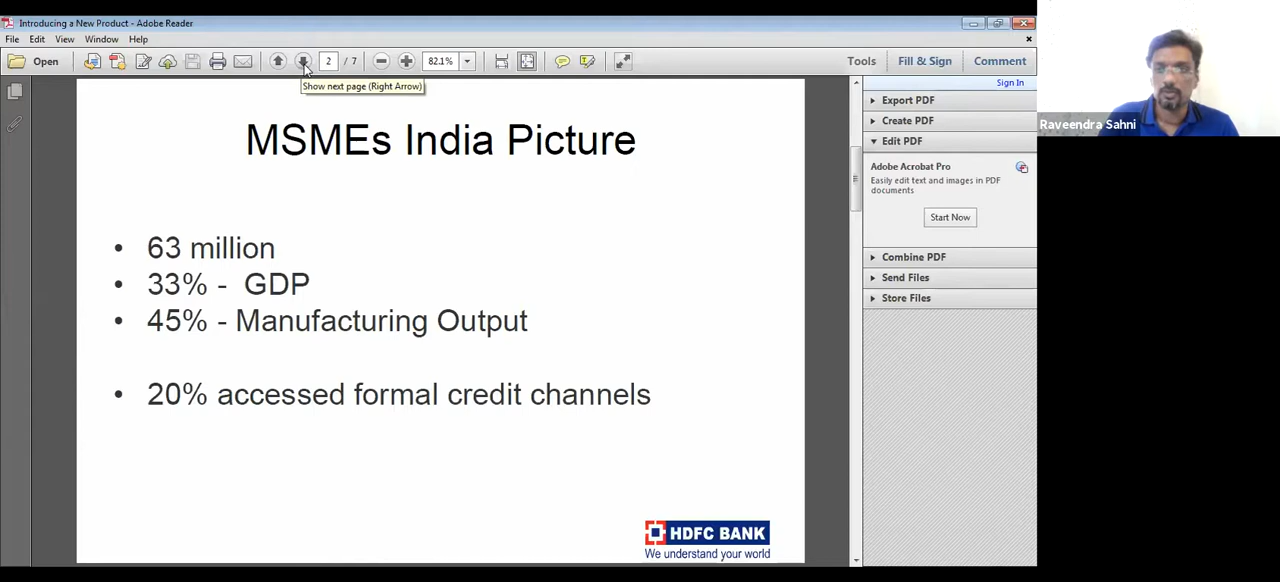 Introducing a New Product - Adobe Reader
File Edit View Window Help
Open 2 / 7 82.1% Tools Fill & Sign Comment
Show next page (Right Arrow)
Sign In
Export PDF
Create PDF
Edit PDF
Adobe Acrobat Pro
Easily edit text and images in PDF
documents
Start Now
Combine PDF
Send Files
Store Files
MSMEs India Picture
• 63 million
• 33% - GDP
• 45% - Manufacturing Output
• 20% accessed formal credit channels
HDFC BANK
We understand your world
Raveendra Sahni